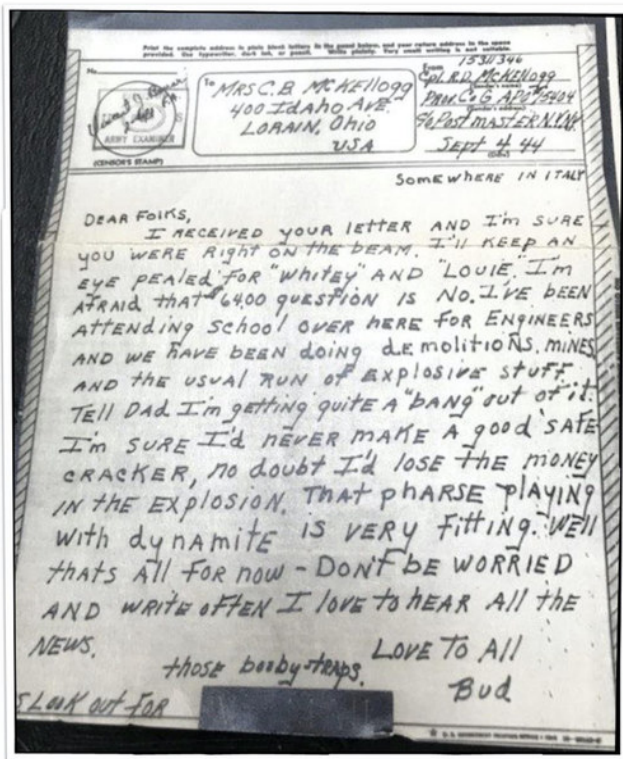 Print the complete address in plain block letters in the panel below, and your return address in the space
provided. Use typewriter, dark ink, or pencil. Write plainly. Very small writing is not suitable.
No.
ARMY EXAMINER
(CENSOR'S STAMP)
To
MRS C.B. McKEllogg
400 IdAho AVE.
LORAIN, Ohio
USA
From
15311346
Cpl. R.D. McKEllogg
(Sender's name)
PROV. Co G APO 15404
(Sender's address)
c/o PostmASTER N.Y. N.Y.
SEpt 4 44
(Date)
SomEwhERE IN ITALY
DEAR FolKS,
I RECEIVED YOUR lETTER AND I'm SURE
you WERE Right ON thE BEAM. I'll KEEP AN
EYE PEALED FOR "Whitey" AND "LouiE". I'm
AFRAID thAt $6400 quEstioN IS NO. I'VE BEEN
AttENDING School OVER hERE FOR ENgINEERS
AND WE hAVE BEEN doiNg dEmolitioNS, miNES,
AND thE usuAl RuN of ExplosivE stuff.
TEll DAD I'm gEttiNg quitE A "bANg" out of it.
I'm SURE I'd NEVER mAKE A good SAFE
CRACKER, No doubt I'd losE thE moNEy
IN thE ExplosioN. ThAt phARSE plAyiNg
with dyNAmitE IS VERY FittiNg. WEll
thAts All FoR Now - DON't BE WORRIED
AND WRitE oftEN I lovE to hEAR All thE
NEWS.
LOVE To All
Bud
S Look out FoR
thosE booby-tRAps.